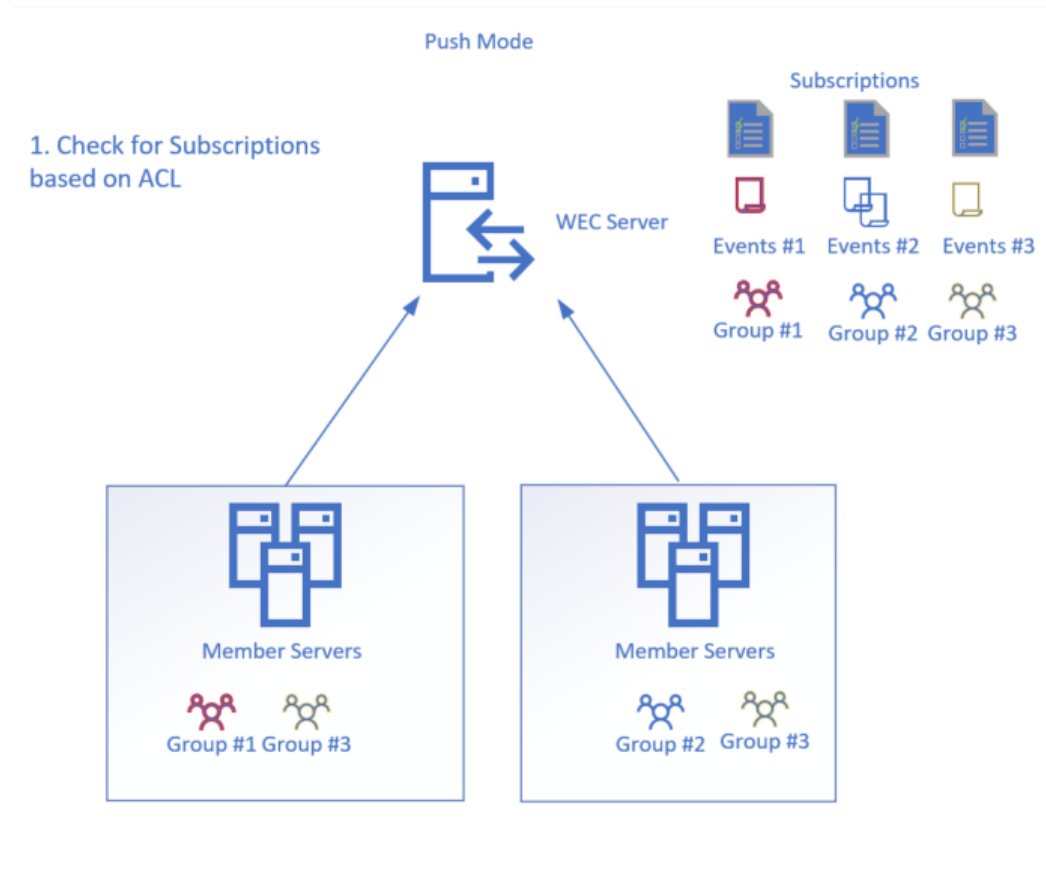 Push Mode
Subscriptions
1. Check for Subscriptions
based on ACL
WEC Server
Events #1
Events #2
Events #3
Group #1
Group #2
Group #3
Member Servers
Group #1
Group #3
Member Servers
Group #2
Group #3